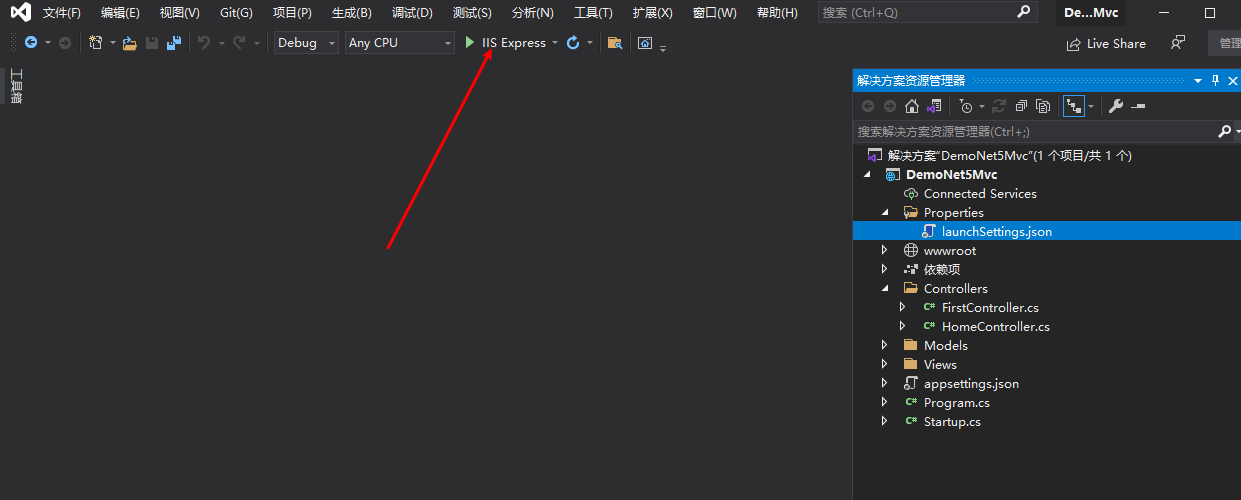 文件(F) 编辑(E) 视图(V) Git(G) 项目(P) 生成(B) 调试(D) 测试(S) 分析(N) 工具(T) 扩展(X) 窗口(W) 帮助(H) 搜索 (Ctrl+Q) De...Mvc
Debug Any CPU IIS Express Live Share 管理
工具箱
解决方案资源管理器
搜索解决方案资源管理器(Ctrl+;)
解决方案"DemoNet5Mvc"(1 个项目/共 1 个)
DemoNet5Mvc
Connected Services
Properties
launchSettings.json
wwwroot
依赖项
Controllers
C# FirstController.cs
C# HomeController.cs
Models
Views
appsettings.json
C# Program.cs
C# Startup.cs